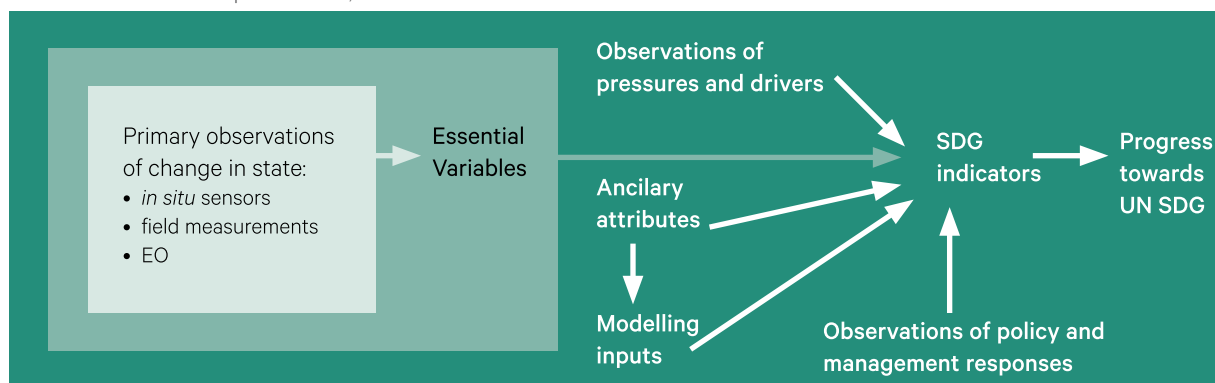 Primary observations
of change in state:
• in situ sensors
• field measurements
• EO
Essential
Variables
Observations of
pressures and drivers
Ancilary
attributes
Modelling
inputs
SDG
indicators
Observations of policy and
management responses
Progress
towards
UN SDG